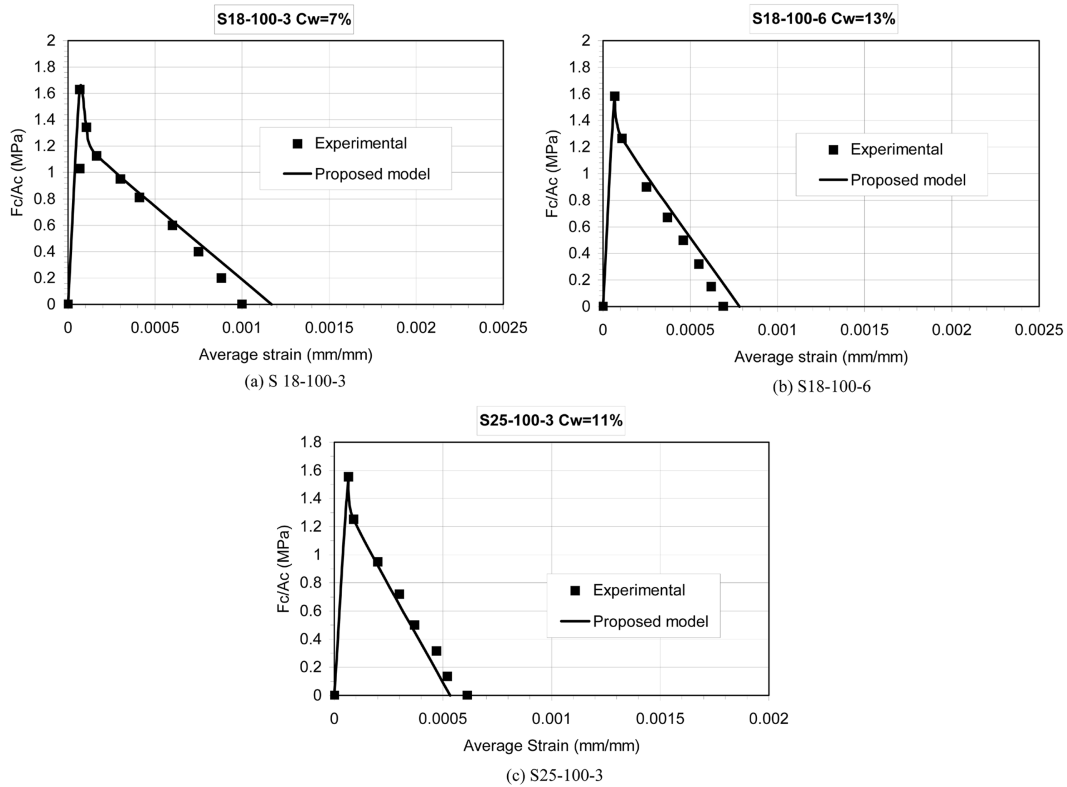 S18-100-3 Cw=7%
Fc/Ac (MPa)
2
1.8
1.6
1.4
1.2
1
0.8
0.6
0.4
0.2
0
Experimental
Proposed model
0 0.0005 0.001 0.0015 0.002 0.0025
Average strain (mm/mm)
(a) S 18-100-3
S18-100-6 Cw=13%
Fc/Ac (MPa)
2
1.8
1.6
1.4
1.2
1
0.8
0.6
0.4
0.2
0
Experimental
Proposed model
0 0.0005 0.001 0.0015 0.002 0.0025
Average strain (mm/mm)
(b) S18-100-6
S25-100-3 Cw=11%
Fc/Ac (MPa)
1.8
1.6
1.4
1.2
1
0.8
0.6
0.4
0.2
0
Experimental
Proposed model
0 0.0005 0.001 0.0015 0.002
Average Strain (mm/mm)
(c) S25-100-3